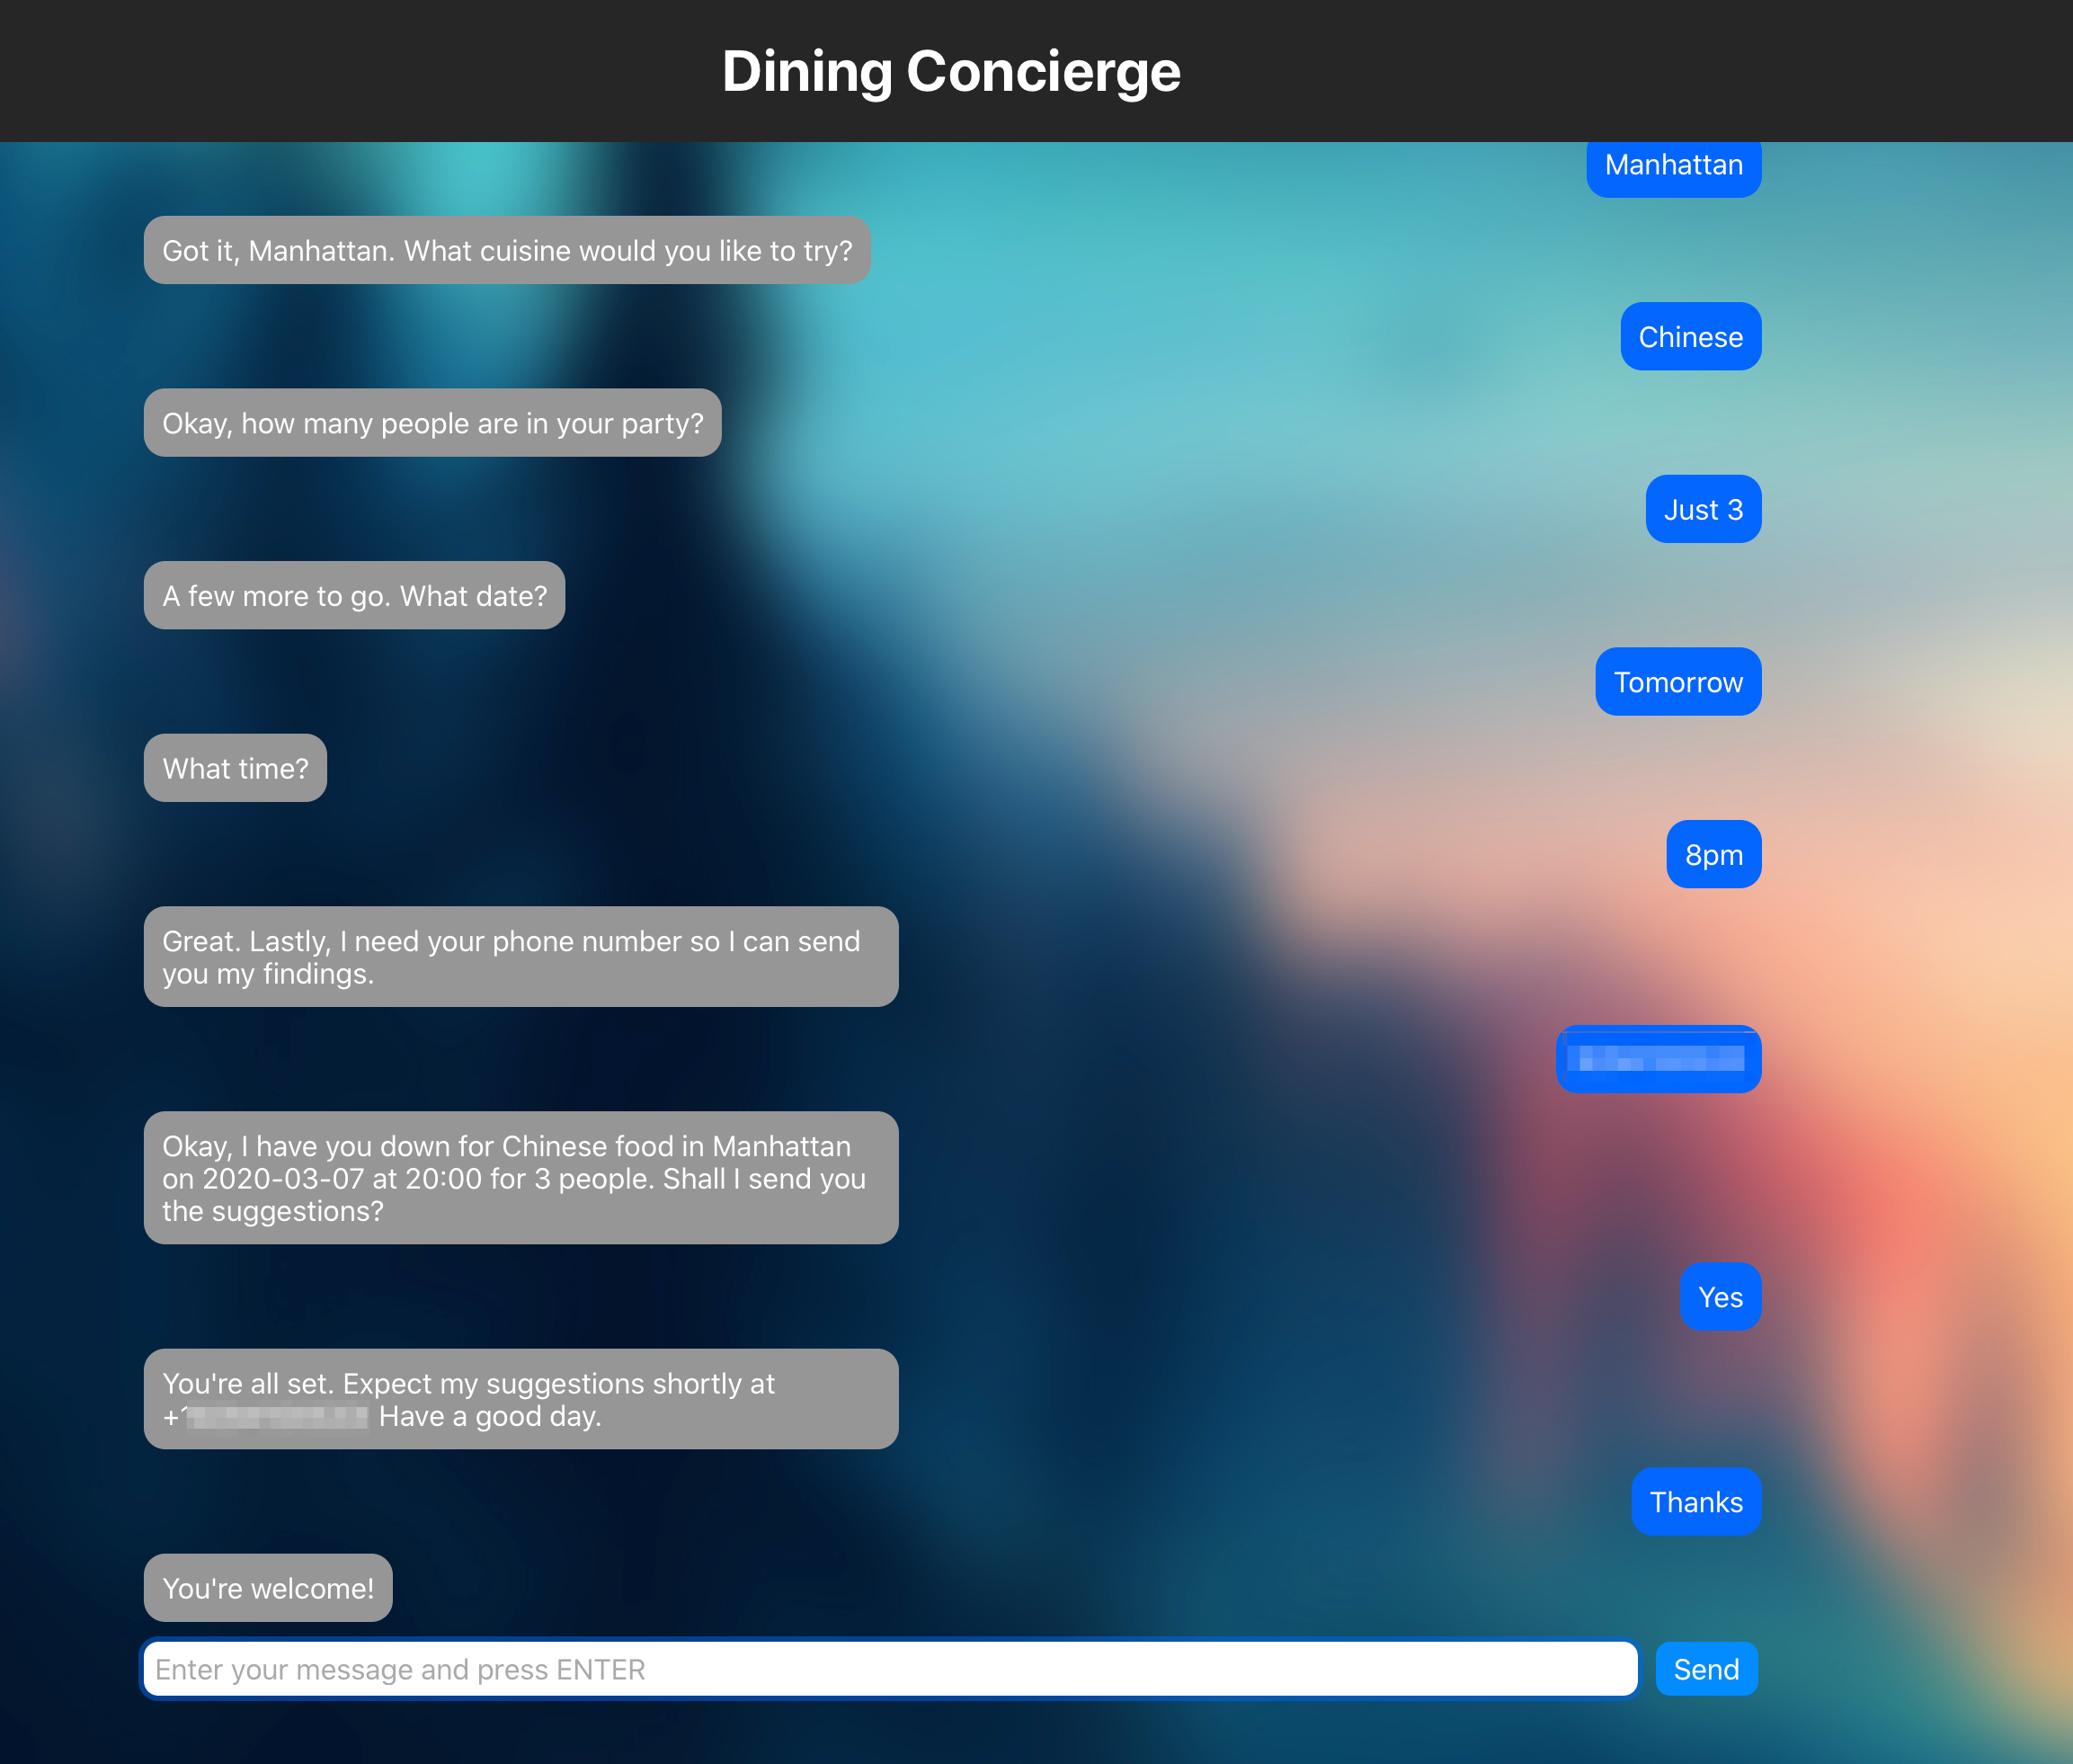 Dining Concierge
Manhattan
Got it, Manhattan. What cuisine would you like to try?
Chinese
Okay, how many people are in your party?
Just 3
A few more to go. What date?
Tomorrow
What time?
8pm
Great. Lastly, I need your phone number so I can send
you my findings.
Okay, I have you down for Chinese food in Manhattan
on 2020-03-07 at 20:00 for 3 people. Shall I send you
the suggestions?
Yes
You're all set. Expect my suggestions shortly at
+ Have a good day.
Thanks
You're welcome!
Enter your message and press ENTER
Send